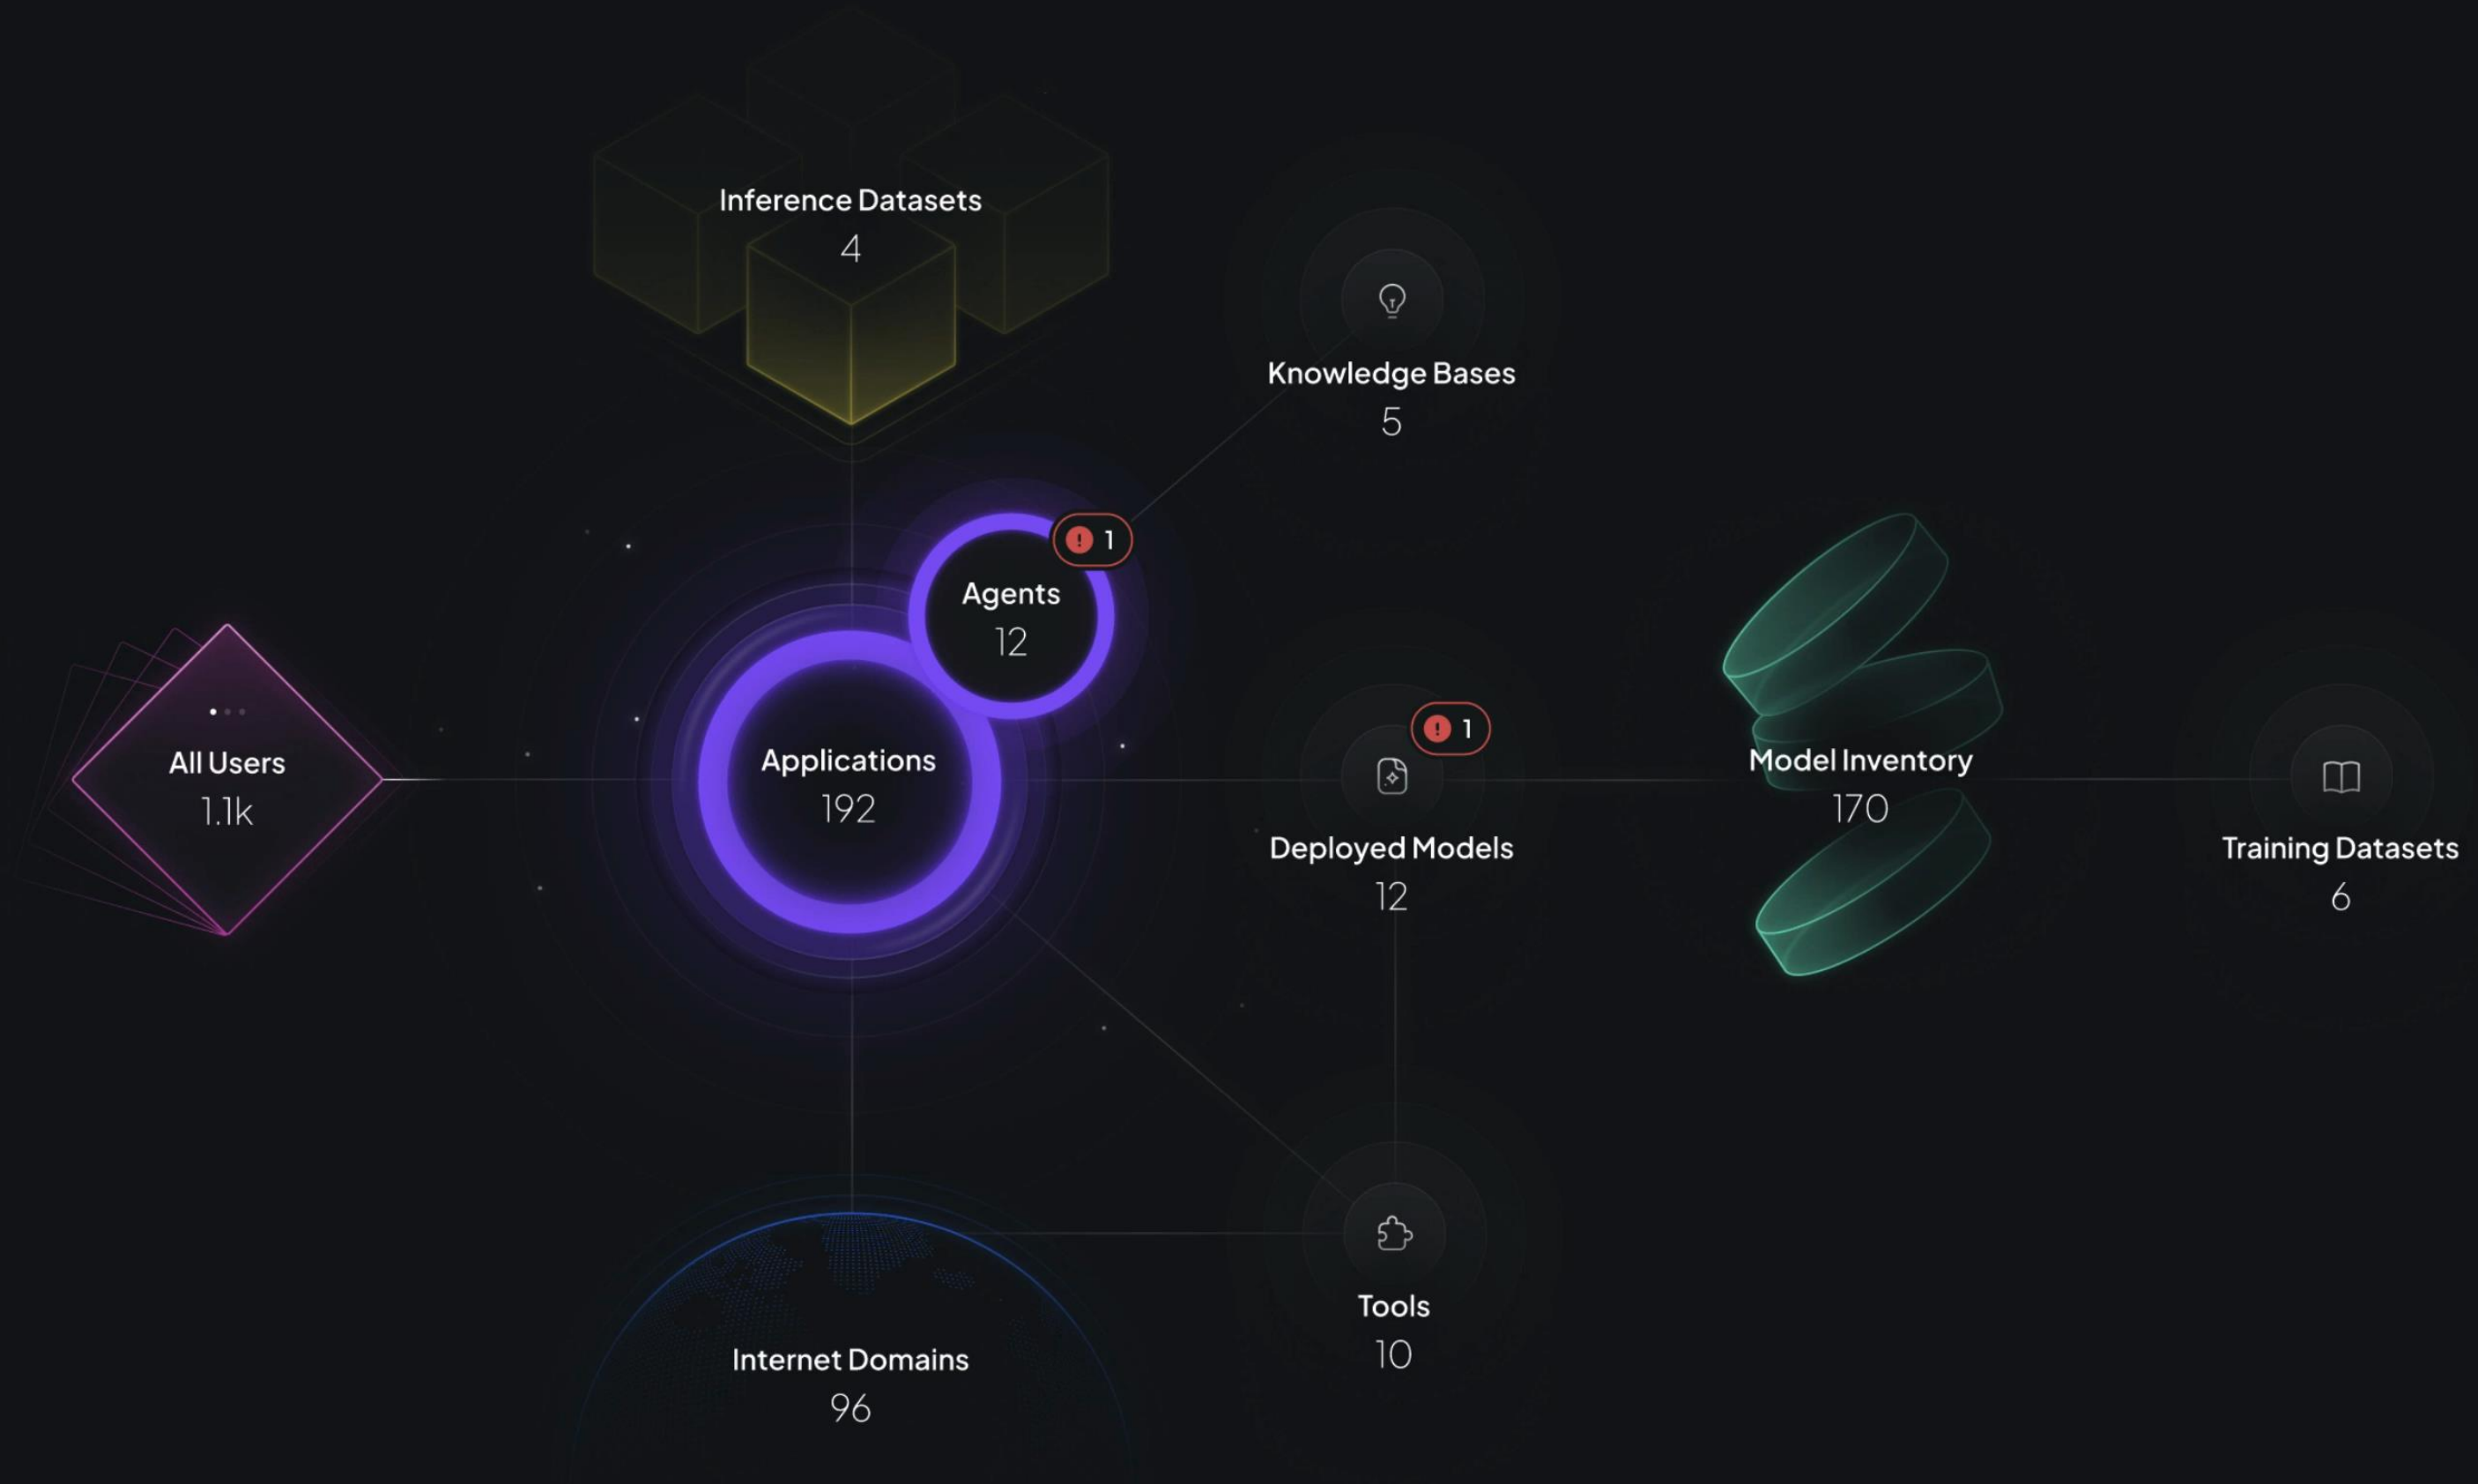 Inference Datasets
4
Knowledge Bases
5
1
Agents
12
1
All Users
1.1k
Applications
192
Deployed Models
12
Model Inventory
170
Training Datasets
6
Tools
10
Internet Domains
96